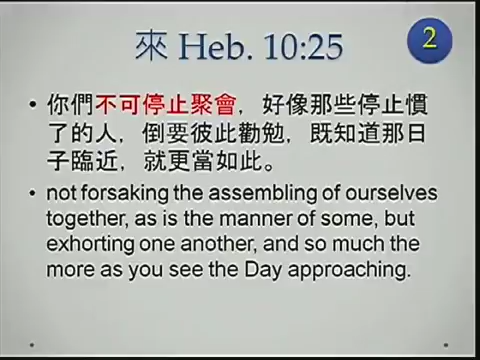 來 Heb. 10:25
2
• 你們不可停止聚會，好像那些停止慣
了的人，倒要彼此勸勉，既知道那日
子臨近，就更當如此。
• not forsaking the assembling of ourselves
together, as is the manner of some, but
exhorting one another, and so much the
more as you see the Day approaching.